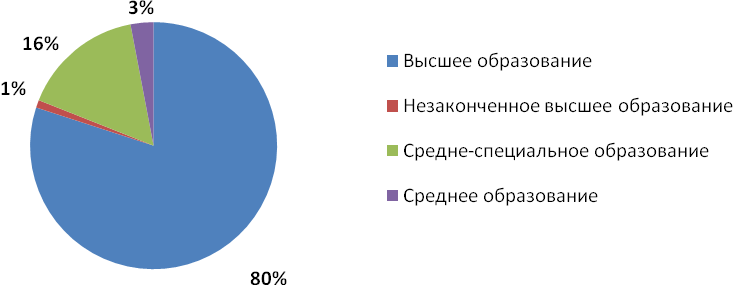 3%
16%
1%
80%
Высшее образование
Незаконченное высшее образование
Средне-специальное образование
Среднее образование